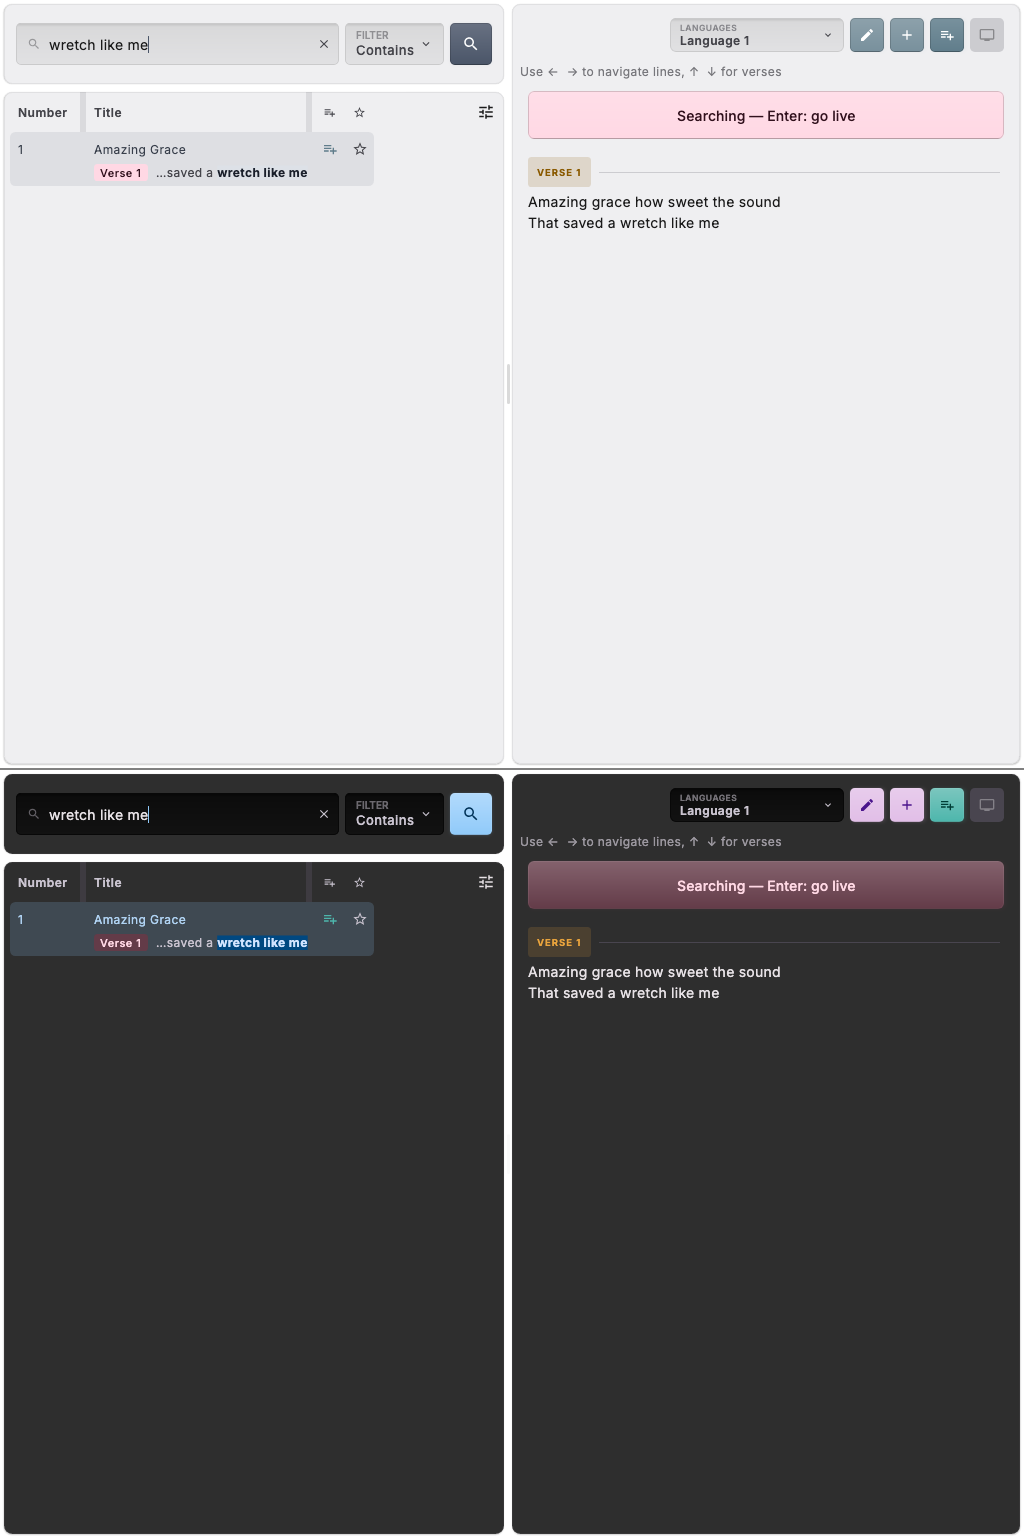 wretch like me
FILTER
Contains
Number Title
1 Amazing Grace
Verse 1 ...saved a wretch like me
LANGUAGES
Language 1
Use ← → to navigate lines, ↑ ↓ for verses
Searching — Enter: go live
VERSE 1
Amazing grace how sweet the sound
That saved a wretch like me
wretch like me
FILTER
Contains
Number Title
1 Amazing Grace
Verse 1 ...saved a wretch like me
LANGUAGES
Language 1
Use ← → to navigate lines, ↑ ↓ for verses
Searching — Enter: go live
VERSE 1
Amazing grace how sweet the sound
That saved a wretch like me